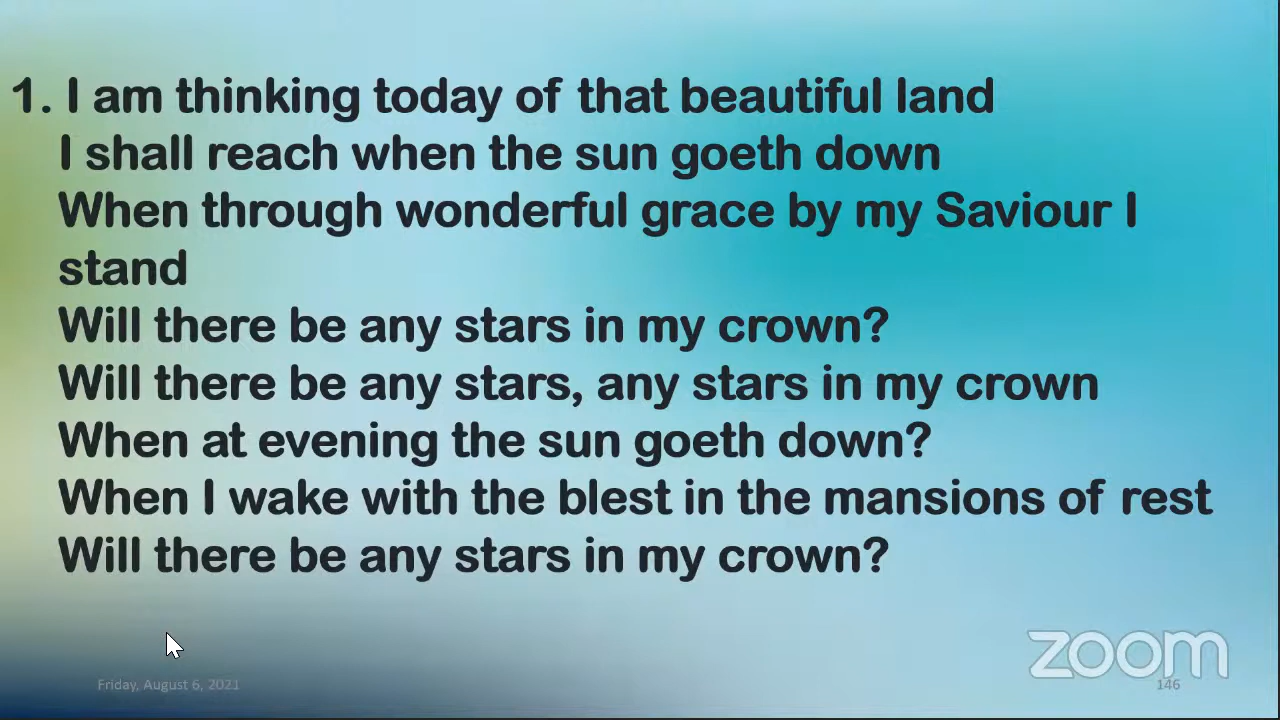 1. I am thinking today of that beautiful land
I shall reach when the sun goeth down
When through wonderful grace by my Saviour I
stand
Will there be any stars in my crown?
Will there be any stars, any stars in my crown
When at evening the sun goeth down?
When I wake with the blest in the mansions of rest
Will there be any stars in my crown?
zoom
Friday, August 6, 2021
146